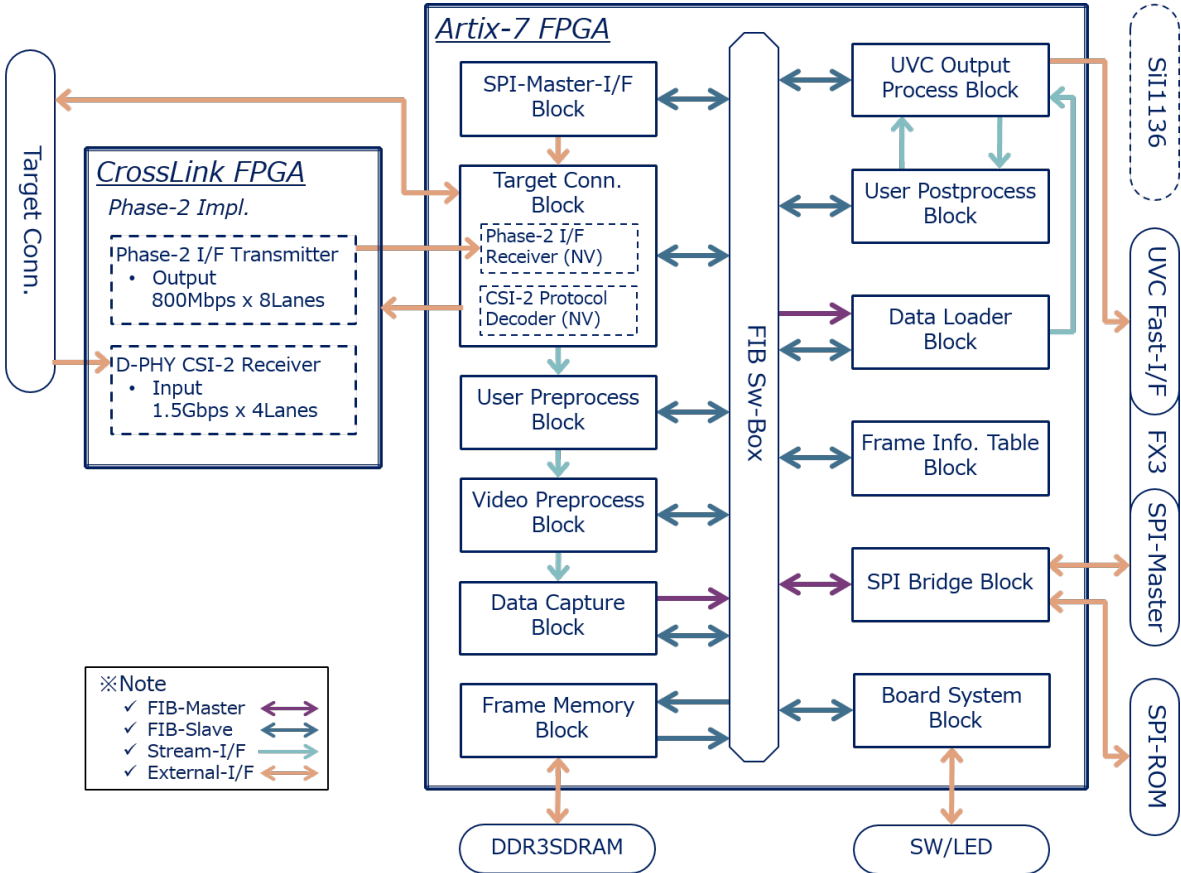 Artix-7 FPGA
SPI-Master-I/F
Block
UVC Output
Process Block
SiI1136
Target Conn.
CrossLink FPGA
Phase-2 Impl.
Phase-2 I/F Transmitter
• Output
800Mbps x 8Lanes
D-PHY CSI-2 Receiver
• Input
1.5Gbps x 4Lanes
Target Conn.
Block
Phase-2 I/F
Receiver (NV)
CSI-2 Protocol
Decoder (NV)
User Preprocess
Block
Video Preprocess
Block
Data Capture
Block
Frame Memory
Block
FIB Sw-Box
User Postprocess
Block
Data Loader
Block
Frame Info. Table
Block
SPI Bridge Block
Board System
Block
UVC Fast-I/F
FX3
SPI-Master
SPI-ROM
※Note
✓ FIB-Master
✓ FIB-Slave
✓ Stream-I/F
✓ External-I/F
DDR3SDRAM
SW/LED